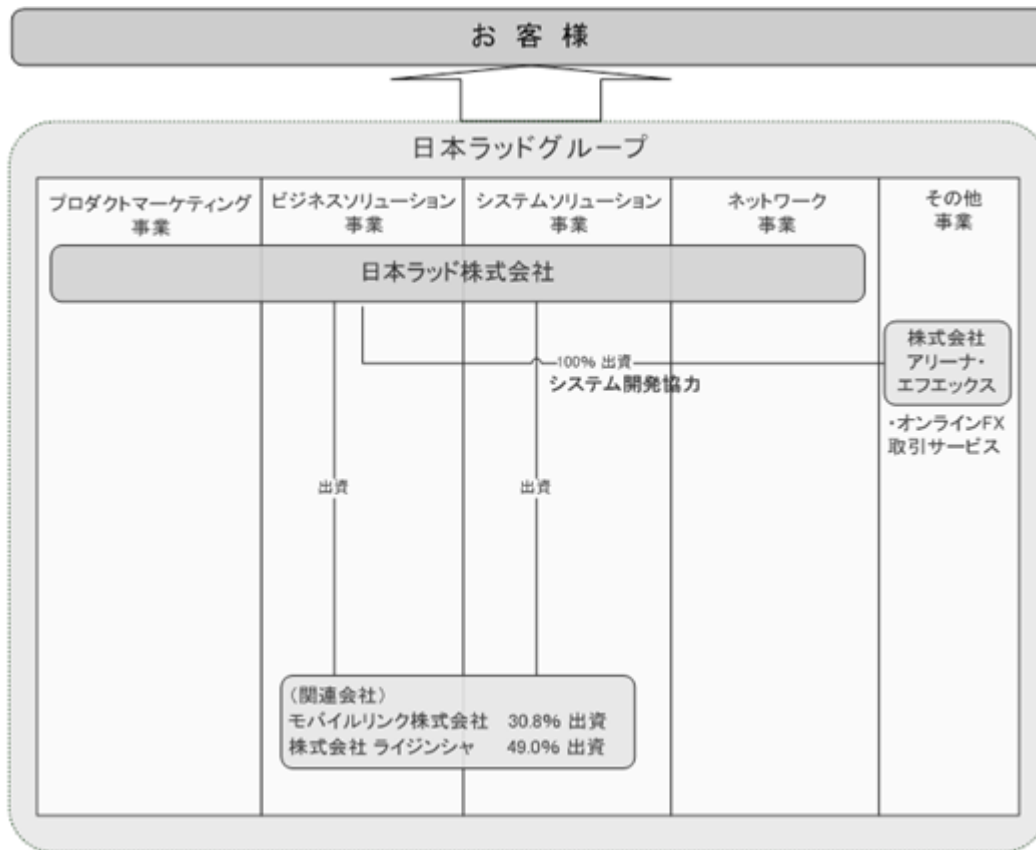 お 客 様
日本ラッドグループ
プロダクトマーケティング
事業
ビジネスソリューション
事業
システムソリューション
事業
ネットワーク
事業
その他
事業
日本ラッド株式会社
株式会社
アリーナ・
エフエックス
100% 出資
システム開発協力
・オンラインFX
取引サービス
出資
出資
（関連会社）
モバイルリンク株式会社 30.8% 出資
株式会社 ライジンシャ 49.0% 出資